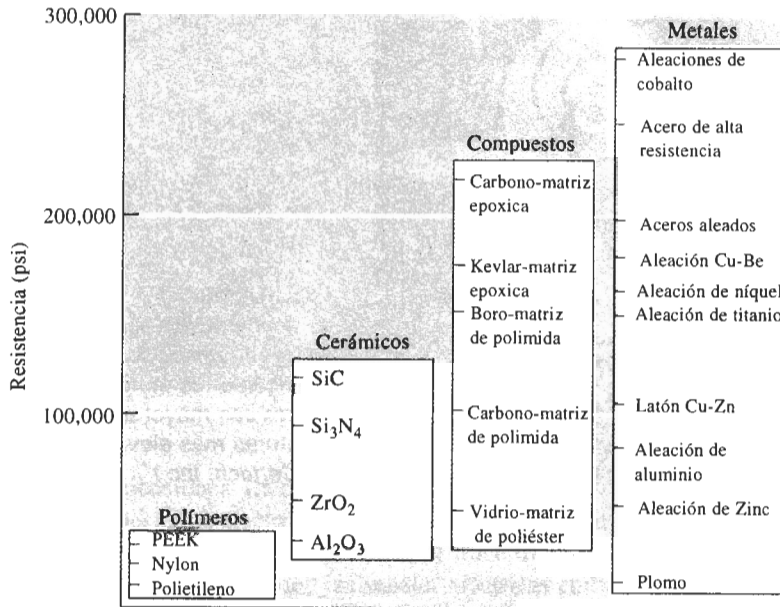 300,000
200,000
100,000
Resistencia (psi)
Polímeros
PEEK
Nylon
Polietileno
Cerámicos
SiC
Si₃N₄
ZrO₂
Al₂O₃
Compuestos
Carbono-matriz
epoxica
Kevlar-matriz
epoxica
Boro-matriz
de polimida
Carbono-matriz
de polimida
Vidrio-matriz
de poliéster
Metales
Aleaciones de
cobalto
Acero de alta
resistencia
Aceros aleados
Aleación Cu-Be
Aleación de níquel
Aleación de titanio
Latón Cu-Zn
Aleación de
aluminio
Aleación de Zinc
Plomo